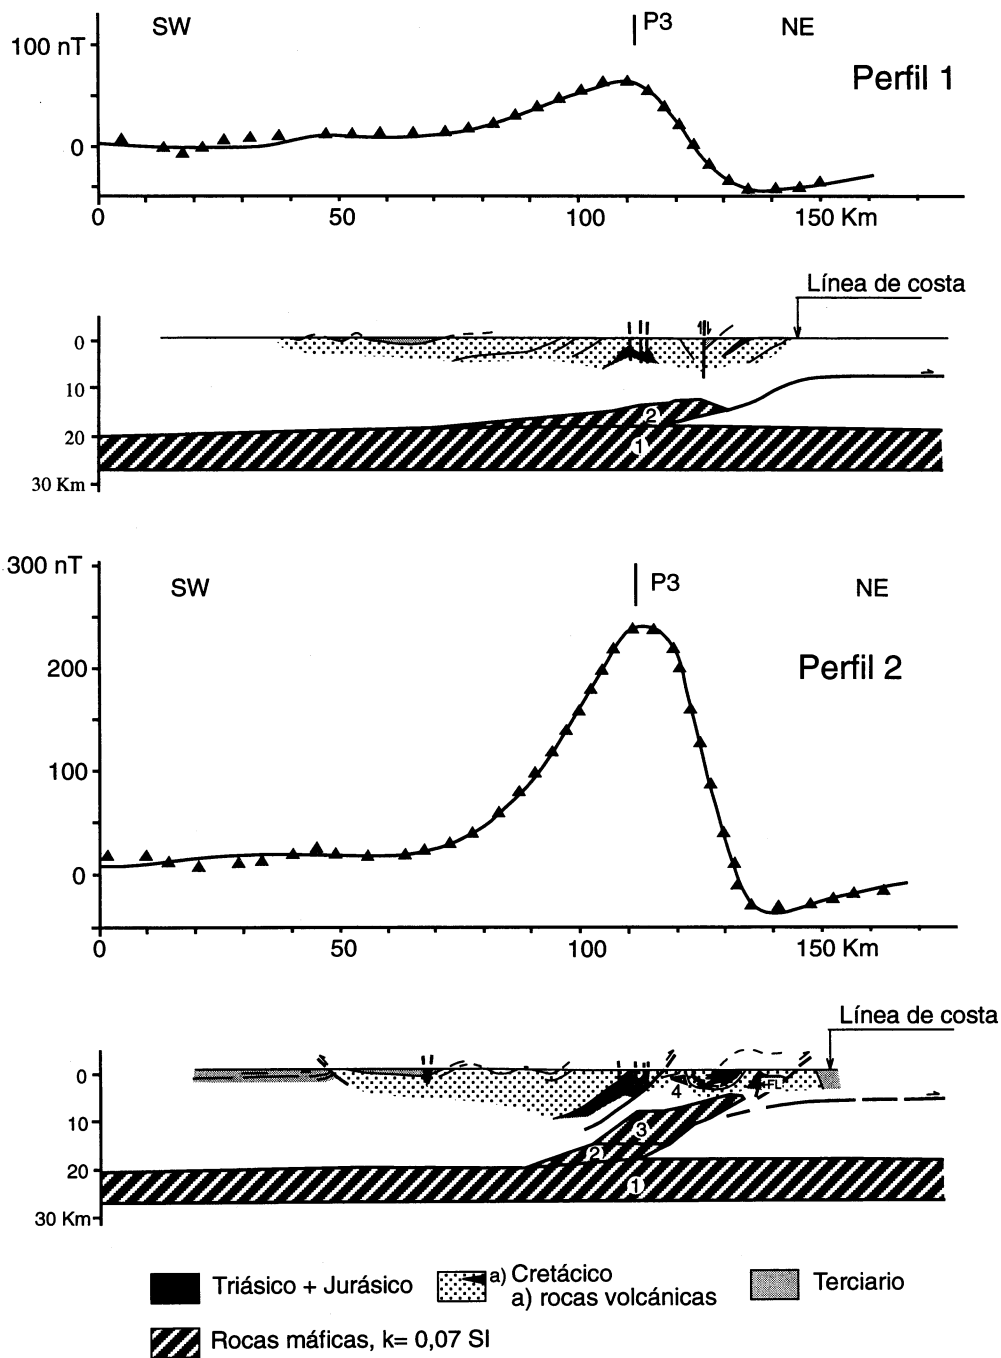 SW
P3
NE
100 nT
Perfil 1
0
0
50
100
150 Km
Línea de costa
0
10
20
30 Km
2
1
300 nT
SW
P3
NE
200
Perfil 2
100
0
0
50
100
150 Km
Línea de costa
0
10
20
30 Km
4
+FL
3
2
1
Triásico + Jurásico
a) Cretácico
a) rocas volcánicas
Terciario
Rocas máficas, k= 0,07 SI